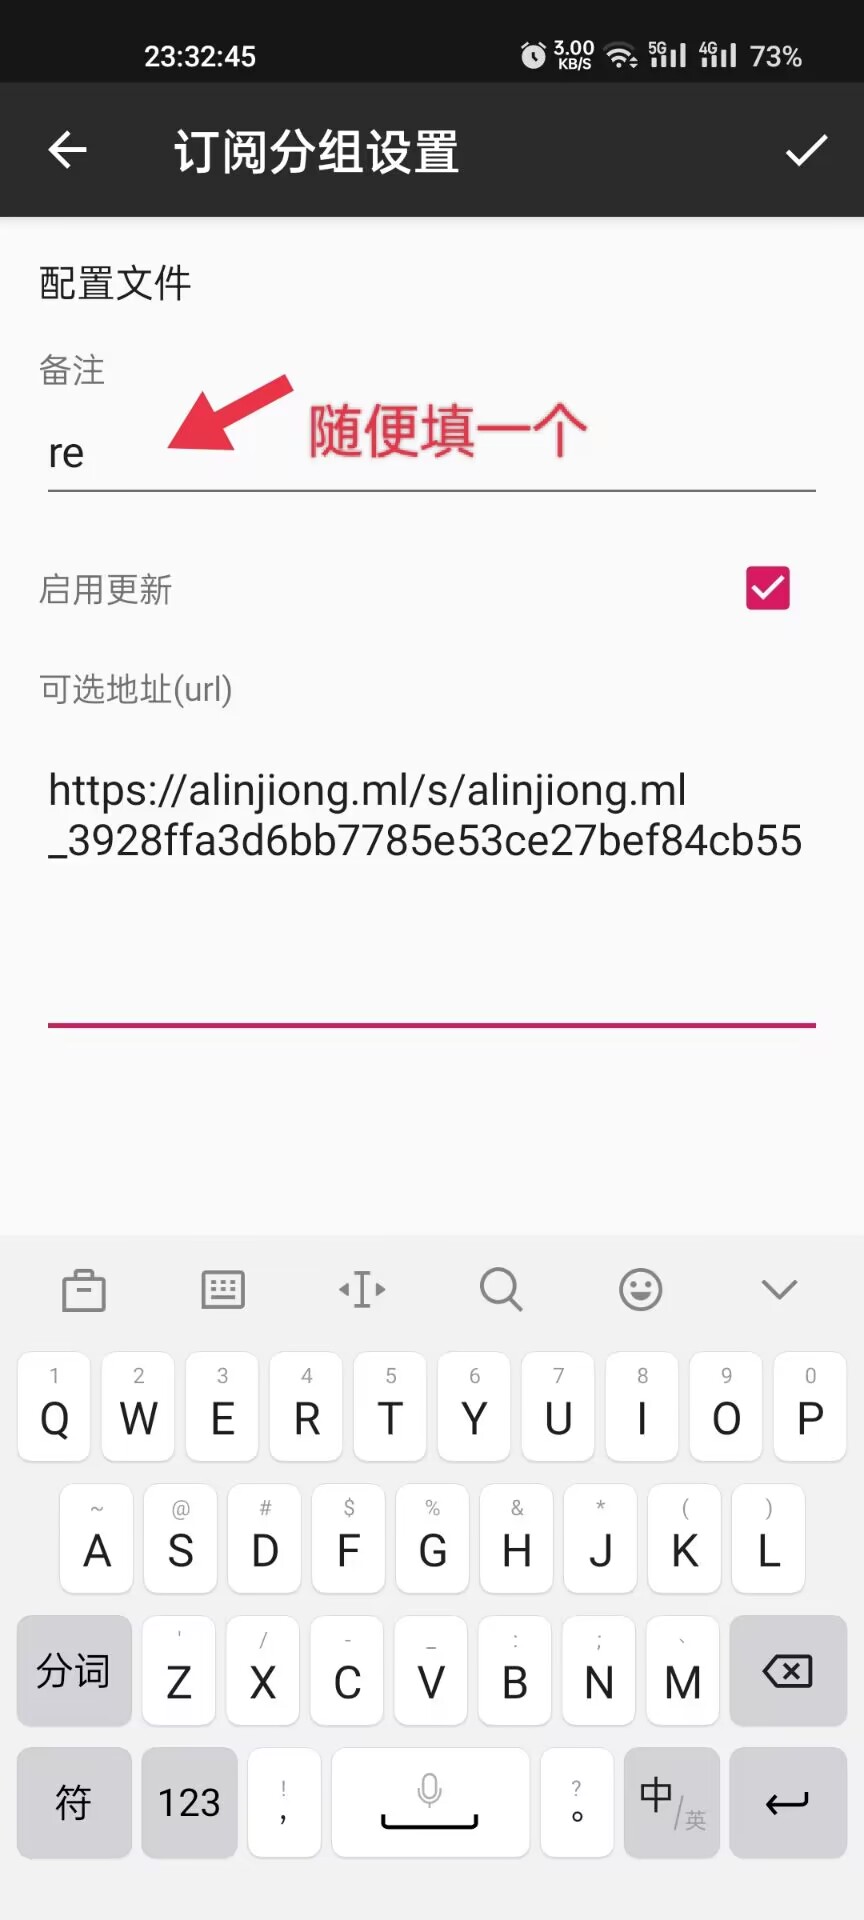 23:32:45 3.00 KB/S 5G 4G 73%
订阅分组设置
配置文件
备注
re
随便填一个
启用更新
可选地址(url)
https://alinjiong.ml/s/alinjiong.ml
_3928ffa3d6bb7785e53ce27bef84cb55
1 2 3 4 5 6 7 8 9 0
Q W E R T Y U I O P
~ @ # $ % & * ( )
A S D F G H J K L
' / - _ : ; 、
分词 Z X C V B N M
符 123 ! , ? 。 中/英